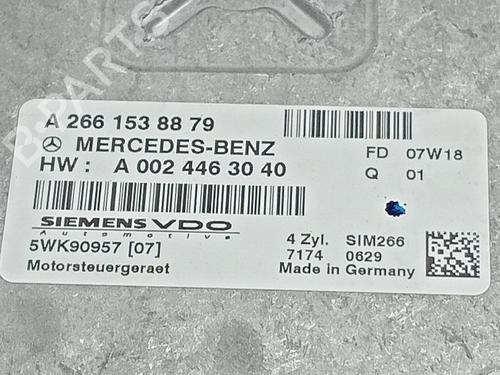 B-PARTS
A 266 153 88 79
MERCEDES-BENZ
HW : A 002 446 30 40
FD 07W18
Q 01
SIEMENS VDO
Automotive
5WK90957 [07]
Motorsteuergeraet
4 Zyl. SIM266
7174 0629
Made in Germany